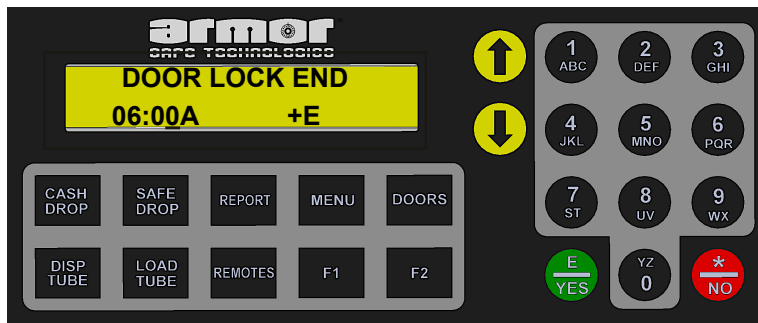 armor
SAFE TECHNOLOGIES
DOOR LOCK END
06:00A +E
1
ABC
2
DEF
3
GHI
4
JKL
5
MNO
6
PQR
7
ST
8
UV
9
WX
E
YES
YZ
0
*
NO
CASH
DROP
SAFE
DROP
REPORT
MENU
DOORS
DISP
TUBE
LOAD
TUBE
REMOTES
F1
F2